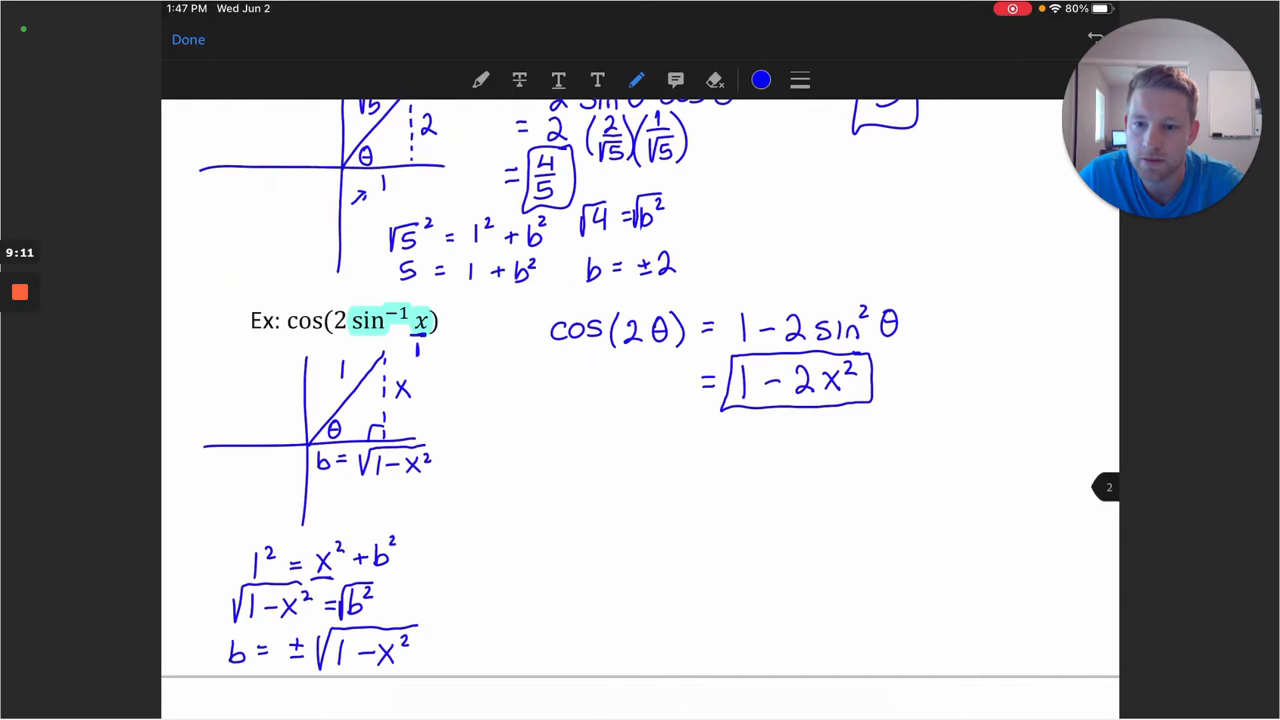 1:47 PM Wed Jun 2
80%
Done
9:11
√5
2
θ
1
= 2 (2/√5)(1/√5)
= 4/5
√5² = 1² + b²
√4 = √b²
5 = 1 + b²
b = ±2
Ex: cos(2 sin⁻¹ x)
1
cos(2θ) = 1 – 2 sin² θ
= 1 – 2x²
1
x
θ
b = √1–x²
2
1² = x² + b²
√1–x² = √b²
b = ± √1–x²